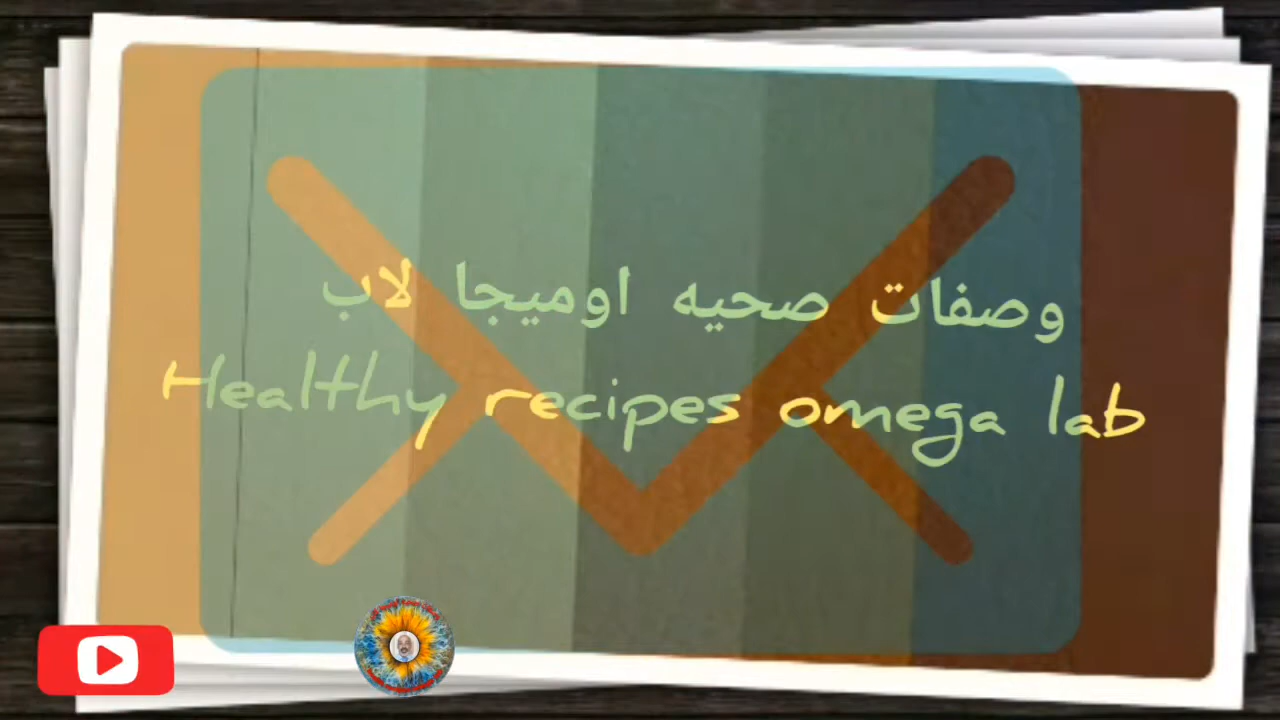 وصفات صحيه اوميجا لاب
Healthy recipes omega lab